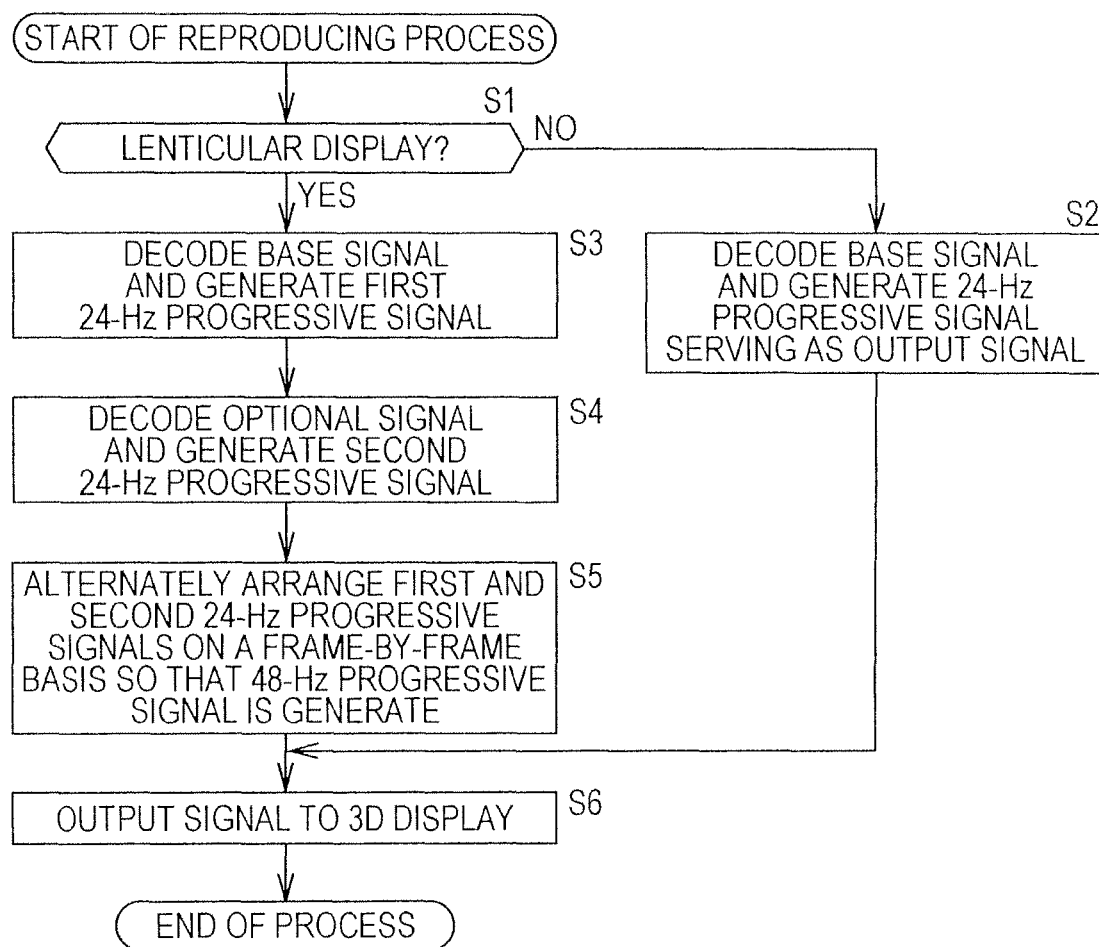 START OF REPRODUCING PROCESS
S1
LENTICULAR DISPLAY?
NO
YES
S3
DECODE BASE SIGNAL
AND GENERATE FIRST
24-Hz PROGRESSIVE SIGNAL
S2
DECODE BASE SIGNAL
AND GENERATE 24-Hz
PROGRESSIVE SIGNAL
SERVING AS OUTPUT SIGNAL
S4
DECODE OPTIONAL SIGNAL
AND GENERATE SECOND
24-Hz PROGRESSIVE SIGNAL
S5
ALTERNATELY ARRANGE FIRST AND
SECOND 24-Hz PROGRESSIVE
SIGNALS ON A FRAME-BY-FRAME
BASIS SO THAT 48-Hz PROGRESSIVE
SIGNAL IS GENERATE
S6
OUTPUT SIGNAL TO 3D DISPLAY
END OF PROCESS